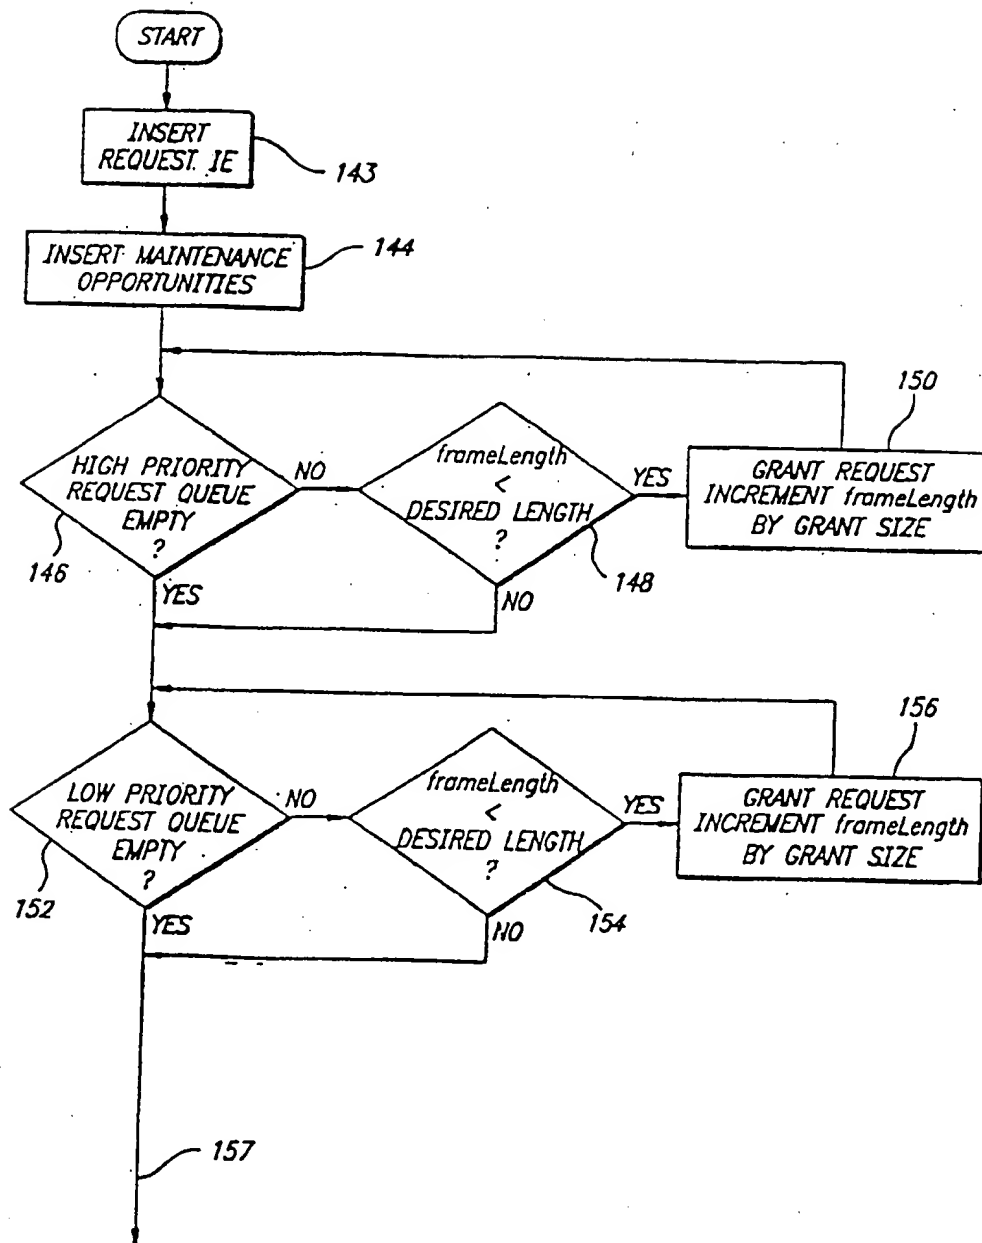 START
INSERT
REQUEST IE
143
INSERT MAINTENANCE
OPPORTUNITIES
144
150
HIGH PRIORITY
REQUEST QUEUE
EMPTY
?
146
NO
YES
frameLength
<
DESIRED LENGTH
?
148
YES
NO
GRANT REQUEST
INCREMENT frameLength
BY GRANT SIZE
156
LOW PRIORITY
REQUEST QUEUE
EMPTY
?
152
NO
YES
frameLength
<
DESIRED LENGTH
?
154
YES
NO
GRANT REQUEST
INCREMENT frameLength
BY GRANT SIZE
157